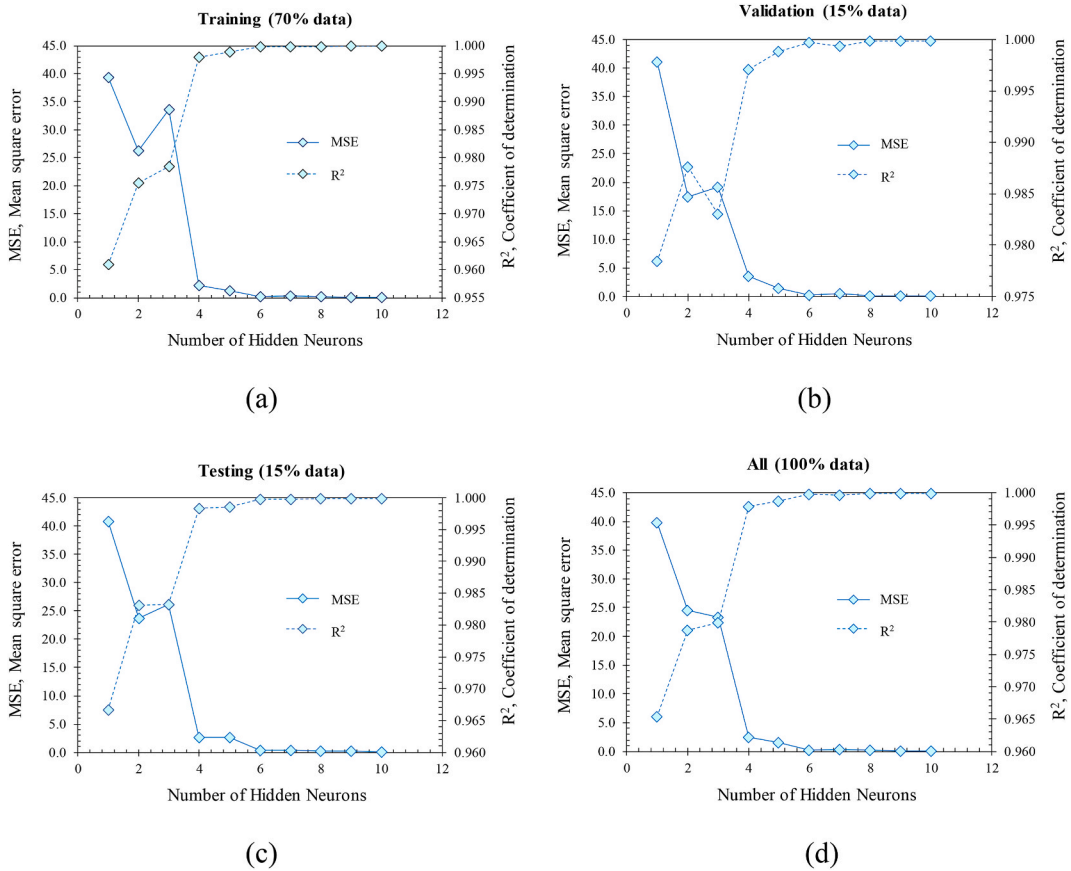 Training (70% data)
45.0
40.0
35.0
30.0
25.0
20.0
15.0
10.0
5.0
0.0
MSE, Mean square error
1.000
0.995
0.990
0.985
0.980
0.975
0.970
0.965
0.960
0.955
R², Coefficient of determination
MSE
R²
0 2 4 6 8 10 12
Number of Hidden Neurons
(a)
Validation (15% data)
45.0
40.0
35.0
30.0
25.0
20.0
15.0
10.0
5.0
0.0
MSE, Mean square error
1.000
0.995
0.990
0.985
0.980
0.975
R², Coefficient of determination
MSE
R²
0 2 4 6 8 10 12
Number of Hidden Neurons
(b)
Testing (15% data)
45.0
40.0
35.0
30.0
25.0
20.0
15.0
10.0
5.0
0.0
MSE, Mean square error
1.000
0.995
0.990
0.985
0.980
0.975
0.970
0.965
0.960
R², Coefficient of determination
MSE
R²
0 2 4 6 8 10 12
Number of Hidden Neurons
(c)
All (100% data)
45.0
40.0
35.0
30.0
25.0
20.0
15.0
10.0
5.0
0.0
MSE, Mean square error
1.000
0.995
0.990
0.985
0.980
0.975
0.970
0.965
0.960
R², Coefficient of determination
MSE
R²
0 2 4 6 8 10 12
Number of Hidden Neurons
(d)